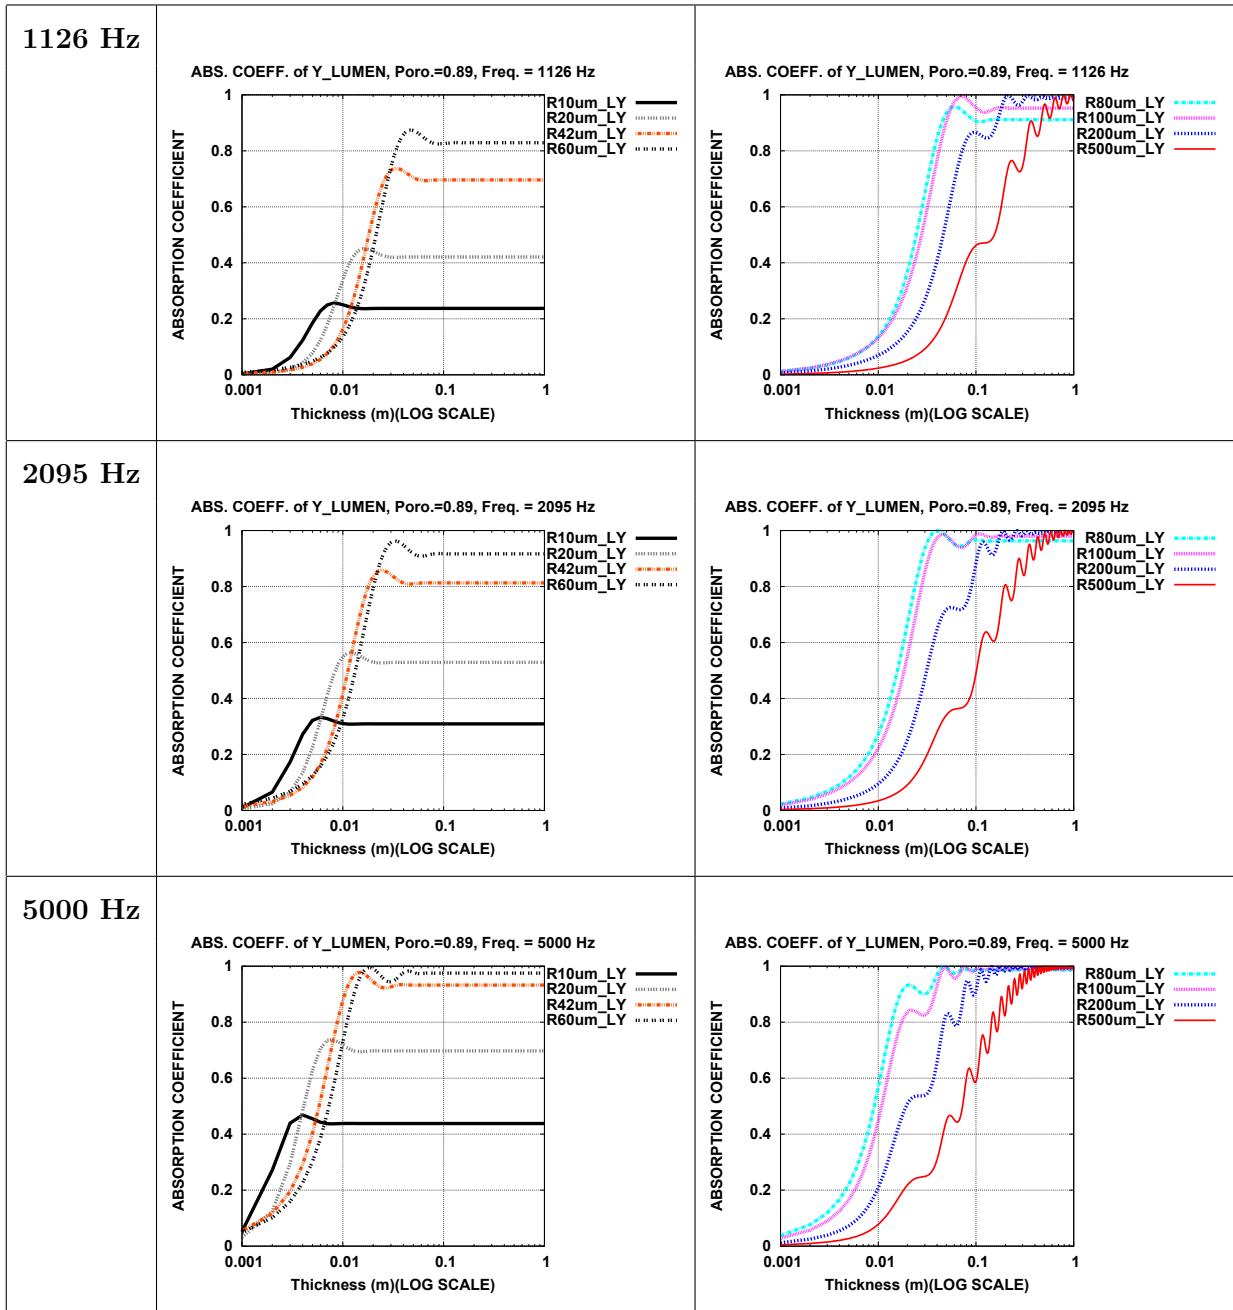 1126 Hz
ABS. COEFF. of Y_LUMEN, Poro.=0.89, Freq. = 1126 Hz
ABSORPTION COEFFICIENT
1
0.8
0.6
0.4
0.2
0
0.001
0.01
0.1
1
Thickness (m)(LOG SCALE)
R10um_LY
R20um_LY
R42um_LY
R60um_LY
ABS. COEFF. of Y_LUMEN, Poro.=0.89, Freq. = 1126 Hz
ABSORPTION COEFFICIENT
1
0.8
0.6
0.4
0.2
0
0.001
0.01
0.1
1
Thickness (m)(LOG SCALE)
R80um_LY
R100um_LY
R200um_LY
R500um_LY
2095 Hz
ABS. COEFF. of Y_LUMEN, Poro.=0.89, Freq. = 2095 Hz
ABSORPTION COEFFICIENT
1
0.8
0.6
0.4
0.2
0
0.001
0.01
0.1
1
Thickness (m)(LOG SCALE)
R10um_LY
R20um_LY
R42um_LY
R60um_LY
ABS. COEFF. of Y_LUMEN, Poro.=0.89, Freq. = 2095 Hz
ABSORPTION COEFFICIENT
1
0.8
0.6
0.4
0.2
0
0.001
0.01
0.1
1
Thickness (m)(LOG SCALE)
R80um_LY
R100um_LY
R200um_LY
R500um_LY
5000 Hz
ABS. COEFF. of Y_LUMEN, Poro.=0.89, Freq. = 5000 Hz
ABSORPTION COEFFICIENT
1
0.8
0.6
0.4
0.2
0
0.001
0.01
0.1
1
Thickness (m)(LOG SCALE)
R10um_LY
R20um_LY
R42um_LY
R60um_LY
ABS. COEFF. of Y_LUMEN, Poro.=0.89, Freq. = 5000 Hz
ABSORPTION COEFFICIENT
1
0.8
0.6
0.4
0.2
0
0.001
0.01
0.1
1
Thickness (m)(LOG SCALE)
R80um_LY
R100um_LY
R200um_LY
R500um_LY